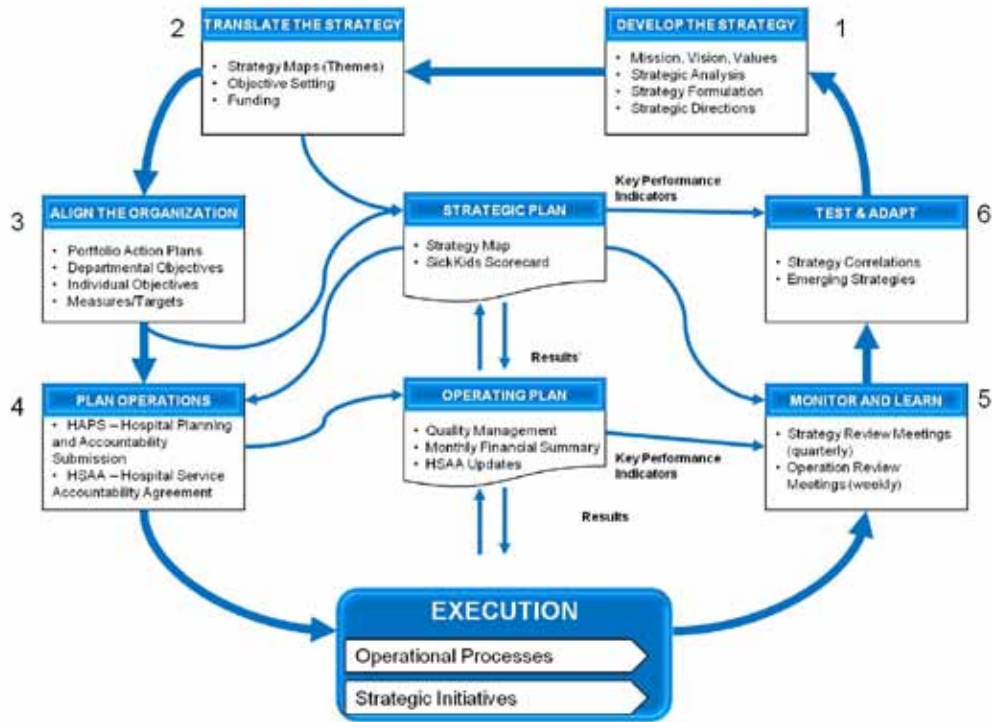 2
TRANSLATE THE STRATEGY
• Strategy Maps (Themes)
• Objective Setting
• Funding
DEVELOP THE STRATEGY
1
• Mission, Vision, Values
• Strategic Analysis
• Strategy Formulation
• Strategic Directions
3
ALIGN THE ORGANIZATION
• Portfolio Action Plans
• Departmental Objectives
• Individual Objectives
• Measures/Targets
STRATEGIC PLAN
• Strategy Map
• SickKids Scorecard
Key Performance
Indicators
TEST & ADAPT
6
• Strategy Correlations
• Emerging Strategies
Results
4
PLAN OPERATIONS
• HAPS – Hospital Planning
and Accountability
Submission
• HSAA – Hospital Service
Accountability Agreement
OPERATING PLAN
• Quality Management
• Monthly Financial Summary
• HSAA Updates
Key Performance
Indicators
MONITOR AND LEARN
5
• Strategy Review Meetings
(quarterly)
• Operation Review
Meetings (weekly)
Results
EXECUTION
Operational Processes
Strategic Initiatives